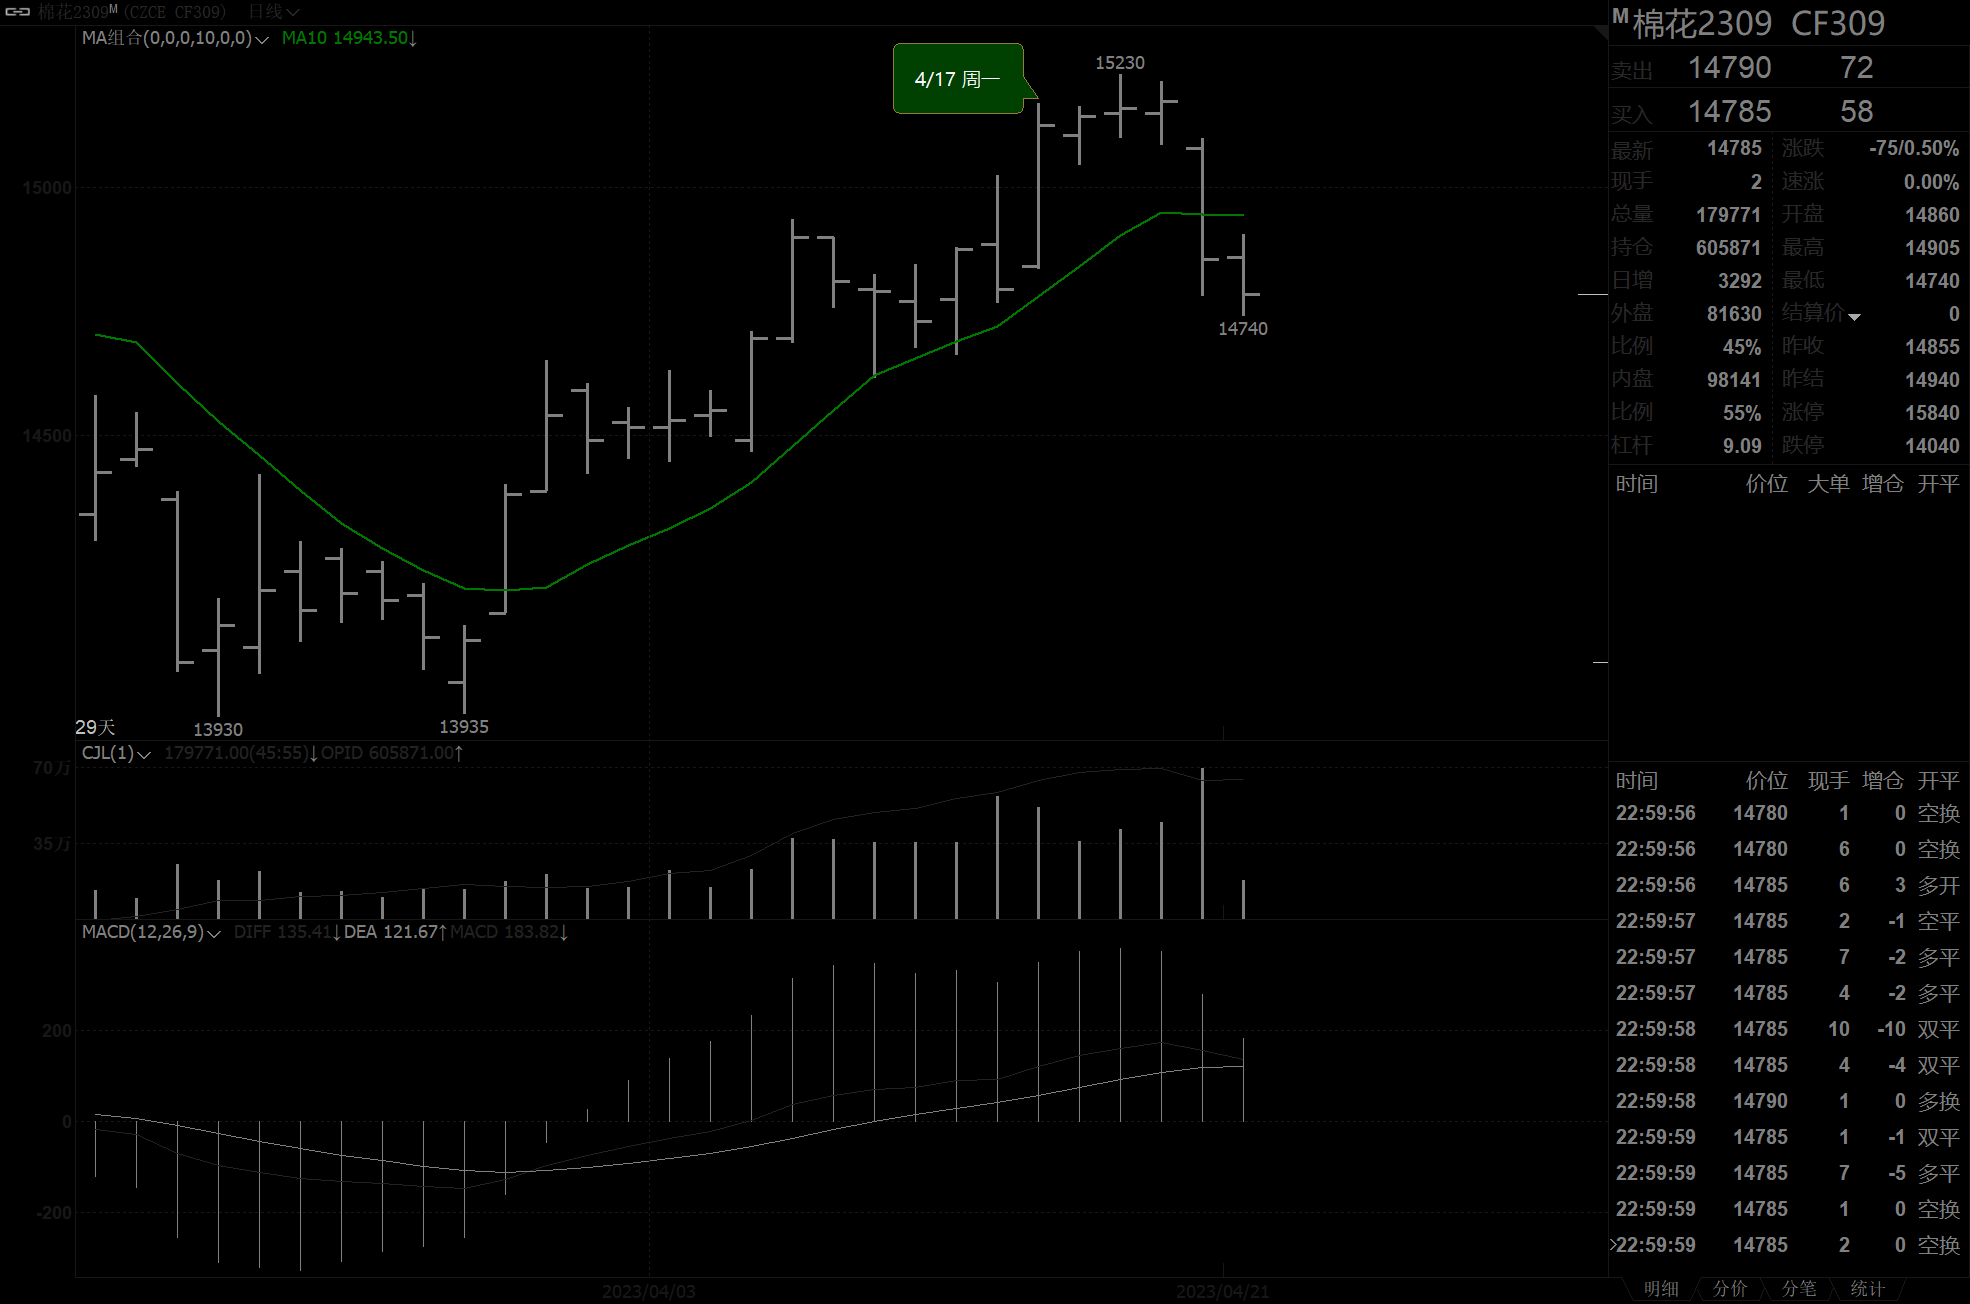 棉花2309ᴹ (CZCE CF309) 日线
MA组合(0,0,0,10,0,0) MA10 14943.50↓
4/17 周一
15230
15000
14740
14500
29天
13930
13935
CJL(1) 179771.00(45:55)↓OPID 605871.00↑
70万
35万
MACD(12,26,9) DIFF 135.41↓DEA 121.67↑MACD 183.82↓
200
0
-200
2023/04/03 2023/04/21
M棉花2309 CF309
卖出 14790 72
买入 14785 58
最新 14785 涨跌 -75/0.50%
现手 2 速涨 0.00%
总量 179771 开盘 14860
持仓 605871 最高 14905
日增 3292 最低 14740
外盘 81630 结算价 0
比例 45% 昨收 14855
内盘 98141 昨结 14940
比例 55% 涨停 15840
杠杆 9.09 跌停 14040
时间 价位 大单 增仓 开平
时间 价位 现手 增仓 开平
22:59:56 14780 1 0 空换
22:59:56 14780 6 0 空换
22:59:56 14785 6 3 多开
22:59:57 14785 2 -1 空平
22:59:57 14785 7 -2 多平
22:59:57 14785 4 -2 多平
22:59:58 14785 10 -10 双平
22:59:58 14785 4 -4 双平
22:59:58 14790 1 0 多换
22:59:59 14785 1 -1 双平
22:59:59 14785 7 -5 多平
22:59:59 14785 1 0 空换
22:59:59 14785 2 0 空换
明细 分价 分笔 统计